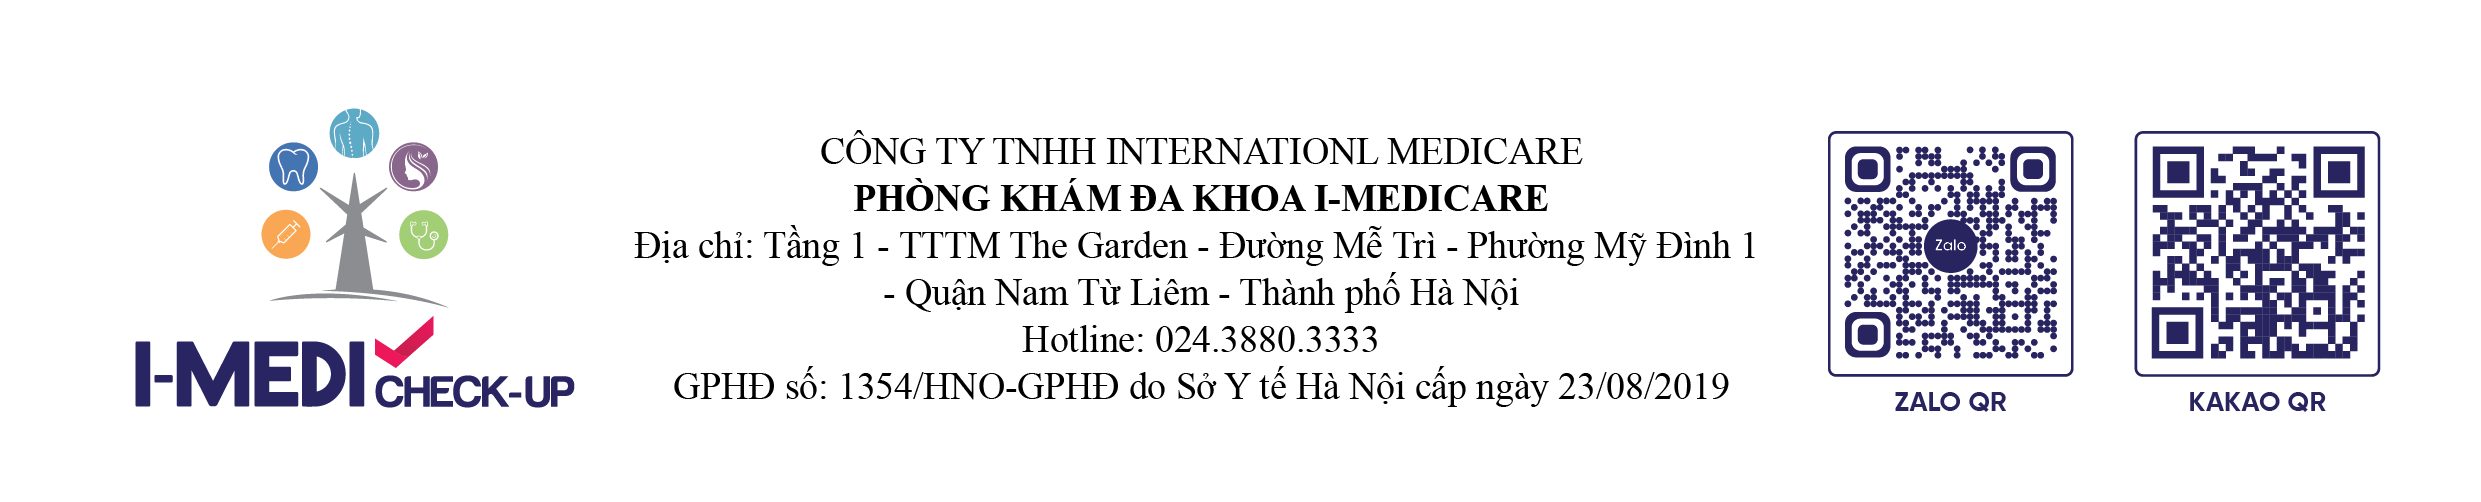 I-MEDI CHECK-UP
CÔNG TY TNHH INTERNATIONL MEDICARE
PHÒNG KHÁM ĐA KHOA I-MEDICARE
Địa chỉ: Tầng 1 - TTTM The Garden - Đường Mễ Trì - Phường Mỹ Đình 1
- Quận Nam Từ Liêm - Thành phố Hà Nội
Hotline: 024.3880.3333
GPHĐ số: 1354/HNO-GPHĐ do Sở Y tế Hà Nội cấp ngày 23/08/2019
Zalo
ZALO QR
KAKAO QR